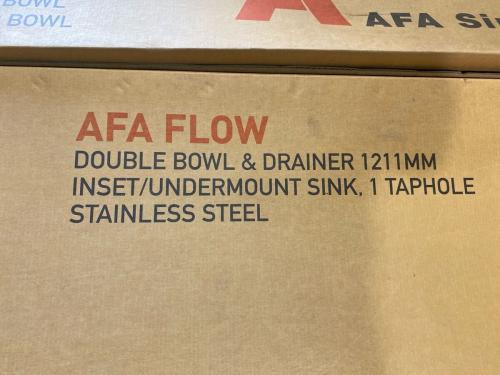 BOWL
BOWL
AFA
AFA FLOW
DOUBLE BOWL & DRAINER 1211MM
INSET/UNDERMOUNT SINK, 1 TAPHOLE
STAINLESS STEEL